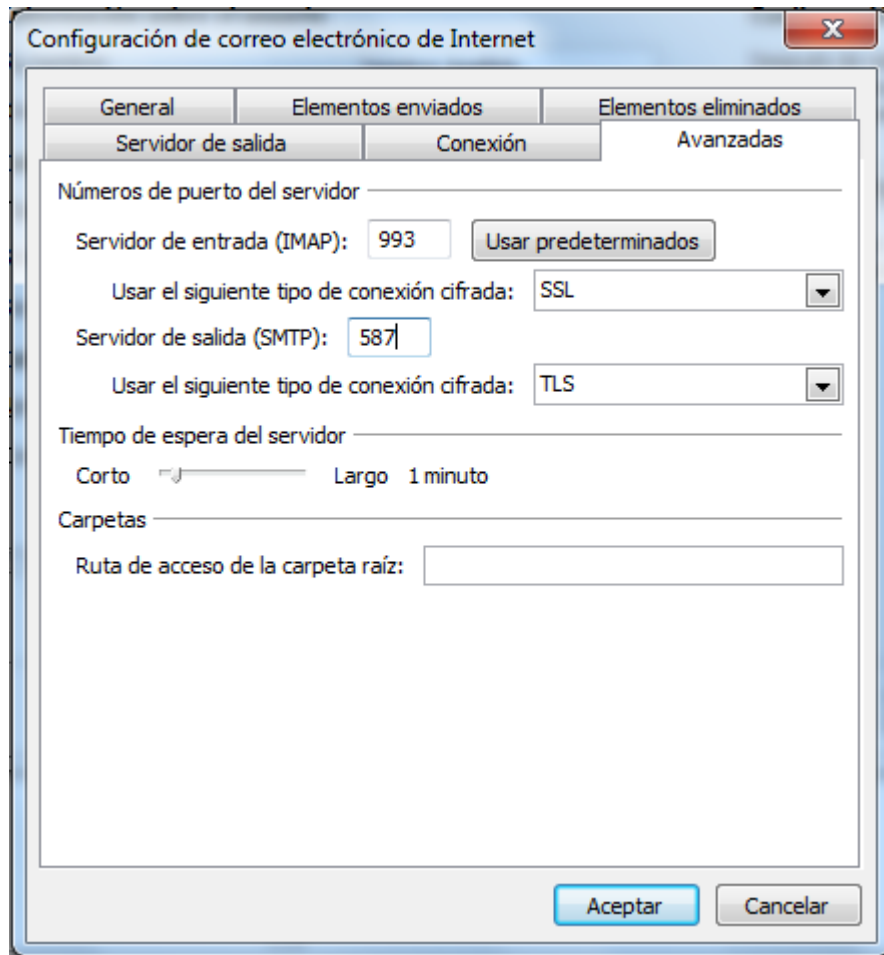 Configuración de correo electrónico de Internet
General Elementos enviados Elementos eliminados
Servidor de salida Conexión Avanzadas
Números de puerto del servidor
Servidor de entrada (IMAP): 993 Usar predeterminados
Usar el siguiente tipo de conexión cifrada: SSL
Servidor de salida (SMTP): 587
Usar el siguiente tipo de conexión cifrada: TLS
Tiempo de espera del servidor
Corto Largo 1 minuto
Carpetas
Ruta de acceso de la carpeta raíz:
Aceptar Cancelar